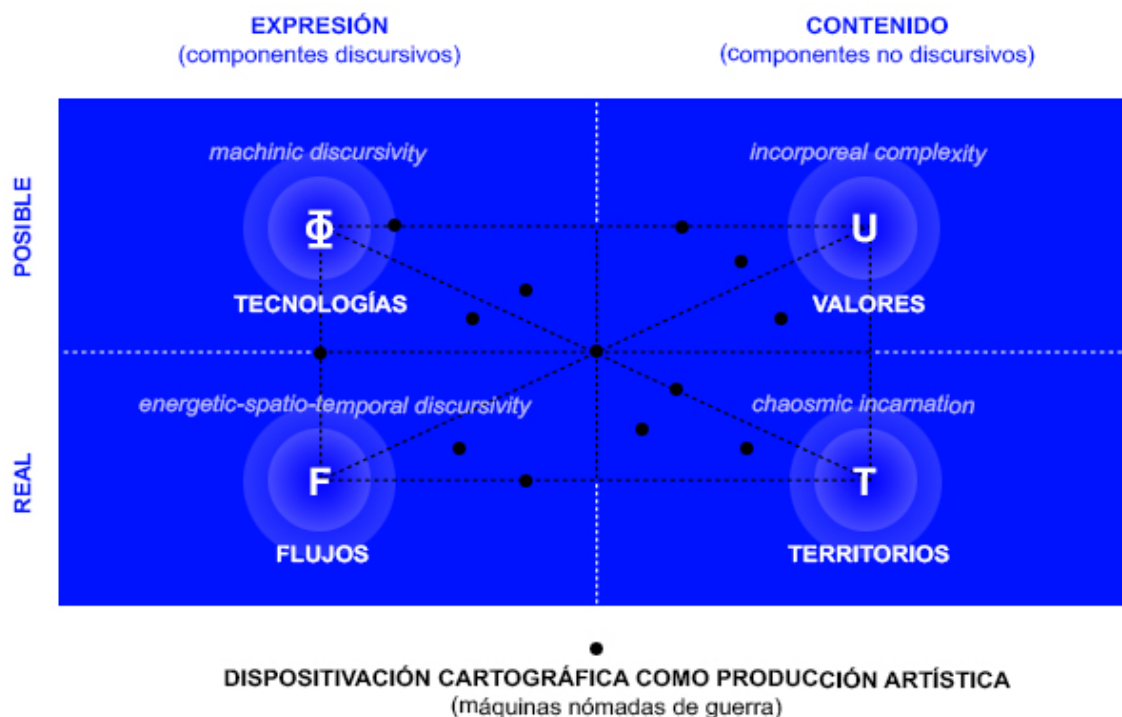 EXPRESIÓN
(componentes discursivos)
CONTENIDO
(componentes no discursivos)
POSIBLE
machinic discursivity
Φ
TECNOLOGÍAS
incorporeal complexity
U
VALORES
REAL
energetic-spatio-temporal discursivity
F
FLUJOS
chaosmic incarnation
T
TERRITORIOS
DISPOSITIVACIÓN CARTOGRÁFICA COMO PRODUCCIÓN ARTÍSTICA
(máquinas nómadas de guerra)